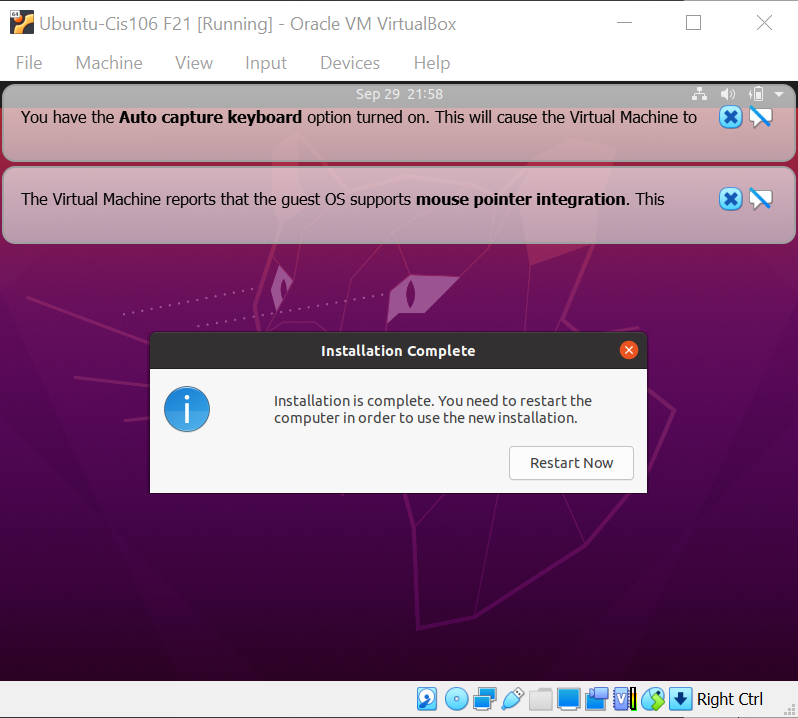 Ubuntu-Cis106 F21 [Running] - Oracle VM VirtualBox
File Machine View Input Devices Help
Sep 29 21:58
You have the Auto capture keyboard option turned on. This will cause the Virtual Machine to
The Virtual Machine reports that the guest OS supports mouse pointer integration. This
Installation Complete
Installation is complete. You need to restart the
computer in order to use the new installation.
Restart Now
Right Ctrl